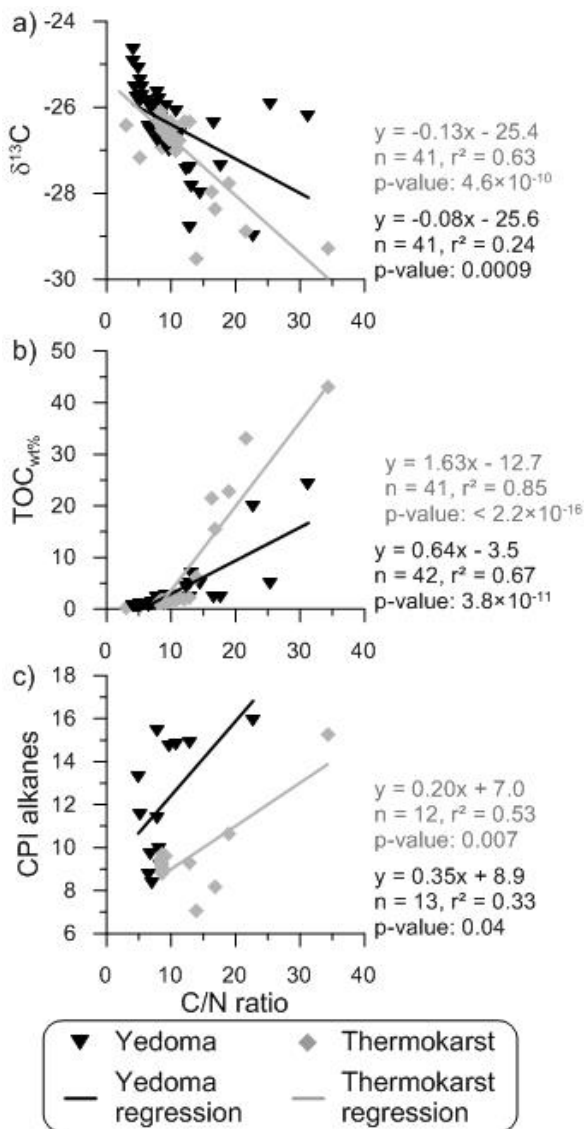 a)
-24
-26
-28
-30
δ¹³C
0 10 20 30 40
y = -0.13x - 25.4
n = 41, r² = 0.63
p-value: 4.6×10⁻¹⁰
y = -0.08x - 25.6
n = 41, r² = 0.24
p-value: 0.0009
b)
50
40
30
20
10
0
TOCwt%
0 10 20 30 40
y = 1.63x - 12.7
n = 41, r² = 0.85
p-value: < 2.2×10⁻¹⁶
y = 0.64x - 3.5
n = 42, r² = 0.67
p-value: 3.8×10⁻¹¹
c)
18
16
14
12
10
8
6
CPI alkanes
0 10 20 30 40
y = 0.20x + 7.0
n = 12, r² = 0.53
p-value: 0.007
y = 0.35x + 8.9
n = 13, r² = 0.33
p-value: 0.04
C/N ratio
Yedoma Thermokarst
Yedoma Thermokarst
regression regression